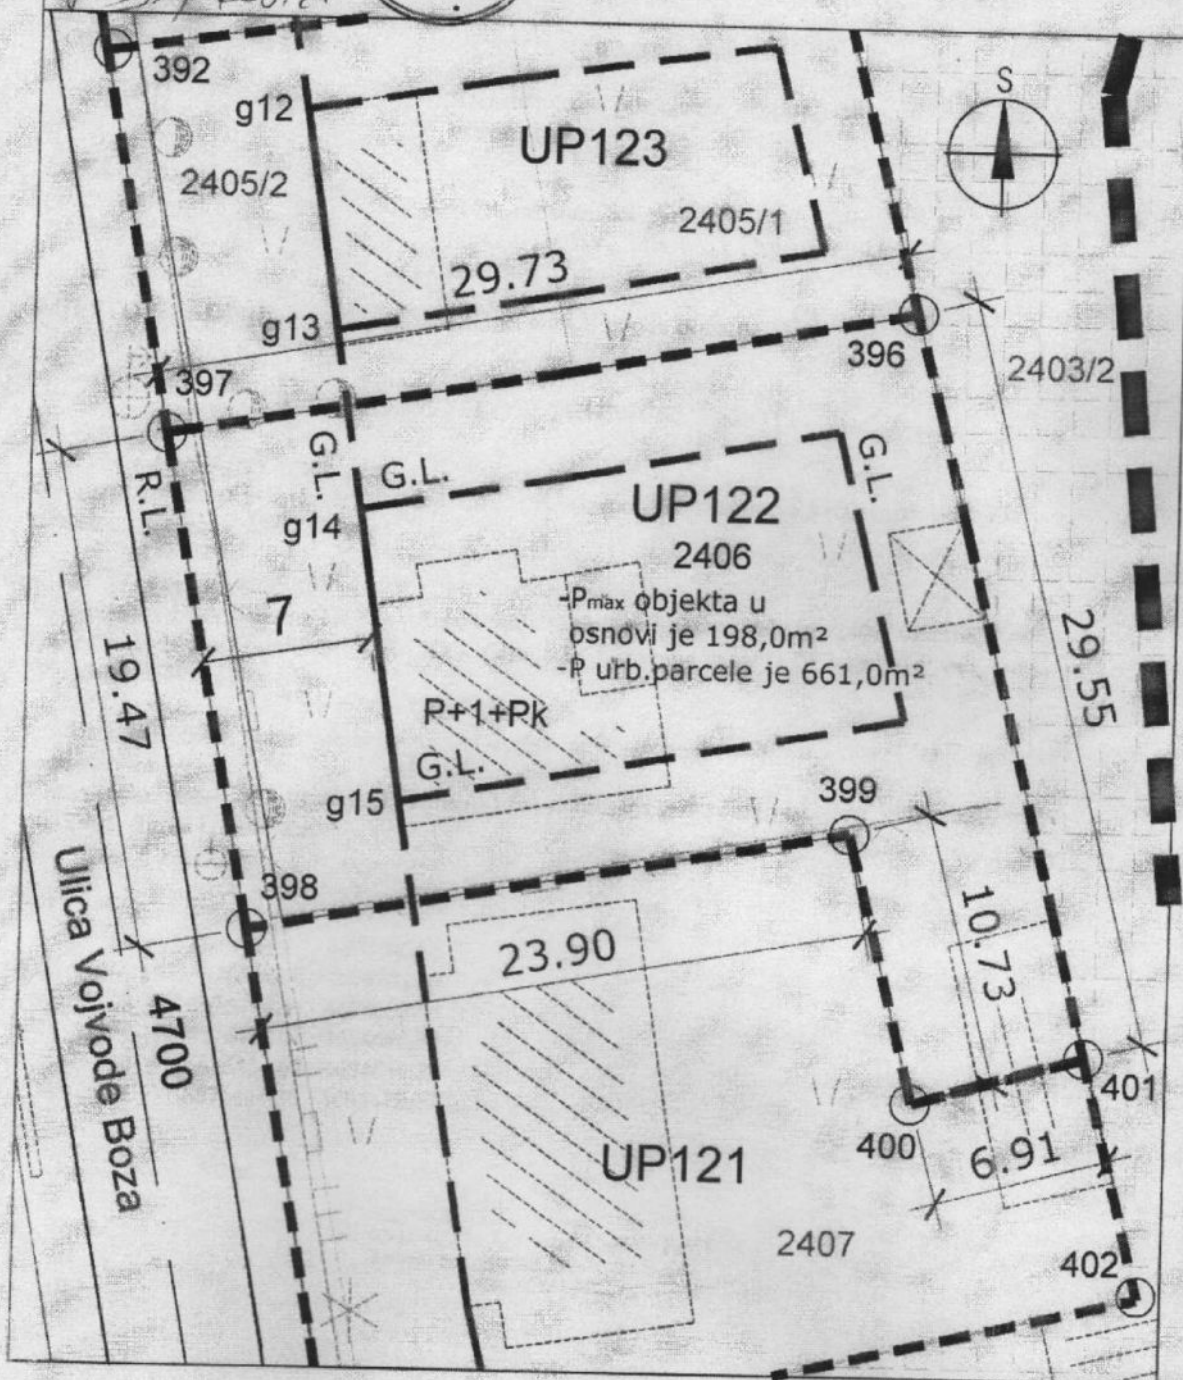 392
g12
UP123
S
2405/2
2405/1
29.73
g13
397
396
2403/2
R.L.
G.L.
G.L.
G.L.
UP122
g14
2406
-Pmax objekta u
osnovi je 198,0m²
-P urb.parcele je 661,0m²
7
19.47
29.55
P+1+Pk
G.L.
g15
399
398
23.90
10.73
Ulica Vojvode Boza
4700
401
400
6.91
UP121
2407
402